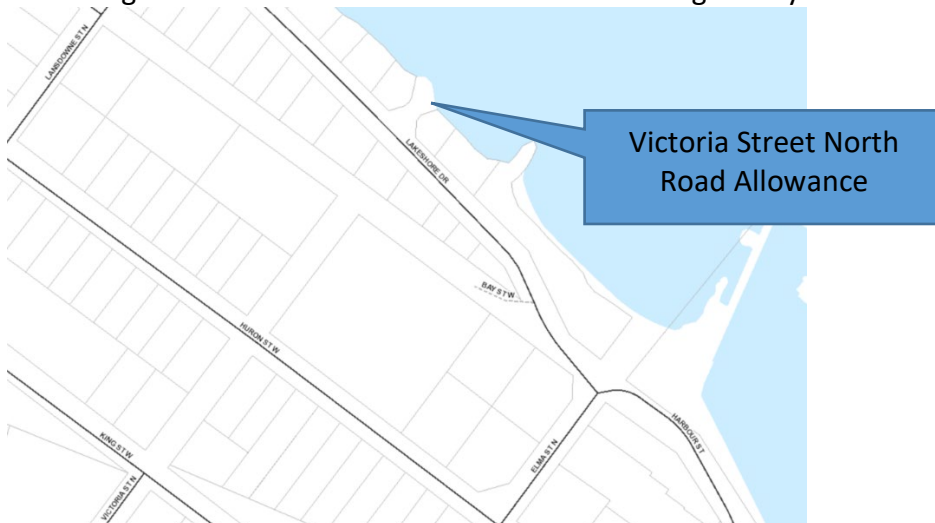 LANSDOWNE ST N
Victoria Street North
Road Allowance
LAKESHORE DR
BAY ST W
HURON ST W
KING ST W
VICTORIA ST N
ELMA ST N
HARBOUR ST